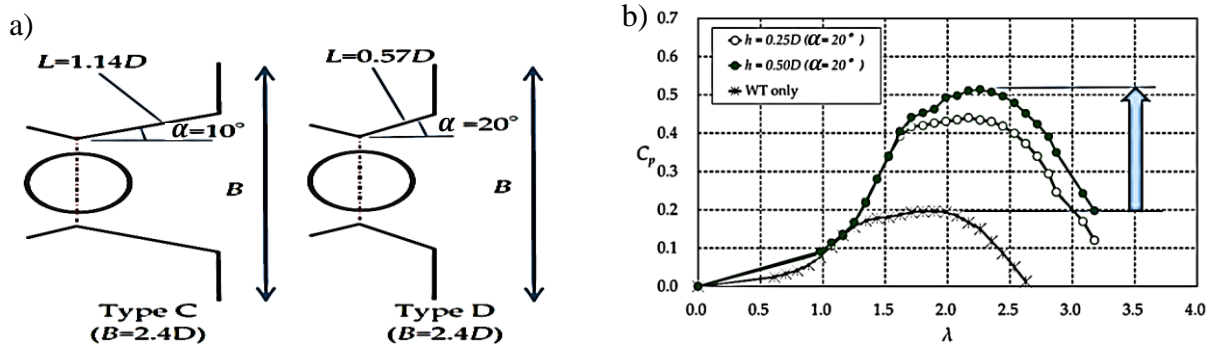 a)
L=1.14D
α=10°
B
Type C
(B=2.4D)
L=0.57D
α=20°
B
Type D
(B=2.4D)
b)
h = 0.25D (α= 20° )
h = 0.50D (α= 20° )
WT only
Cp
0.7
0.6
0.5
0.4
0.3
0.2
0.1
0.0
0.0 0.5 1.0 1.5 2.0 2.5 3.0 3.5 4.0
λ